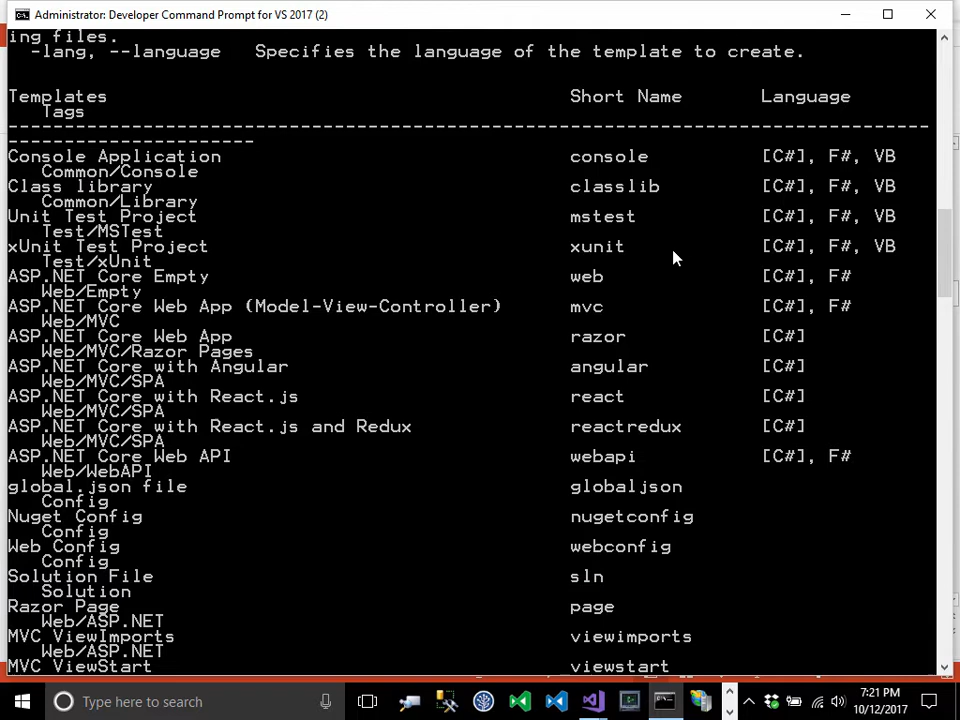 Administrator: Developer Command Prompt for VS 2017 (2)
ing files.
-lang, --language Specifies the language of the template to create.
Templates Short Name Language
Tags
--------------------------------------------------------------------------------------------------------
----------------------
Console Application console [C#], F#, VB
Common/Console
Class library classlib [C#], F#, VB
Common/Library
Unit Test Project mstest [C#], F#, VB
Test/MSTest
xUnit Test Project xunit [C#], F#, VB
Test/xUnit
ASP.NET Core Empty web [C#], F#
Web/Empty
ASP.NET Core Web App (Model-View-Controller) mvc [C#], F#
Web/MVC
ASP.NET Core Web App razor [C#]
Web/MVC/Razor Pages
ASP.NET Core with Angular angular [C#]
Web/MVC/SPA
ASP.NET Core with React.js react [C#]
Web/MVC/SPA
ASP.NET Core with React.js and Redux reactredux [C#]
Web/MVC/SPA
ASP.NET Core Web API webapi [C#], F#
Web/WebAPI
global.json file globaljson
Config
Nuget Config nugetconfig
Config
Web Config webconfig
Config
Solution File sln
Solution
Razor Page page
Web/ASP.NET
MVC ViewImports viewimports
Web/ASP.NET
MVC ViewStart viewstart
Type here to search
7:21 PM
10/12/2017